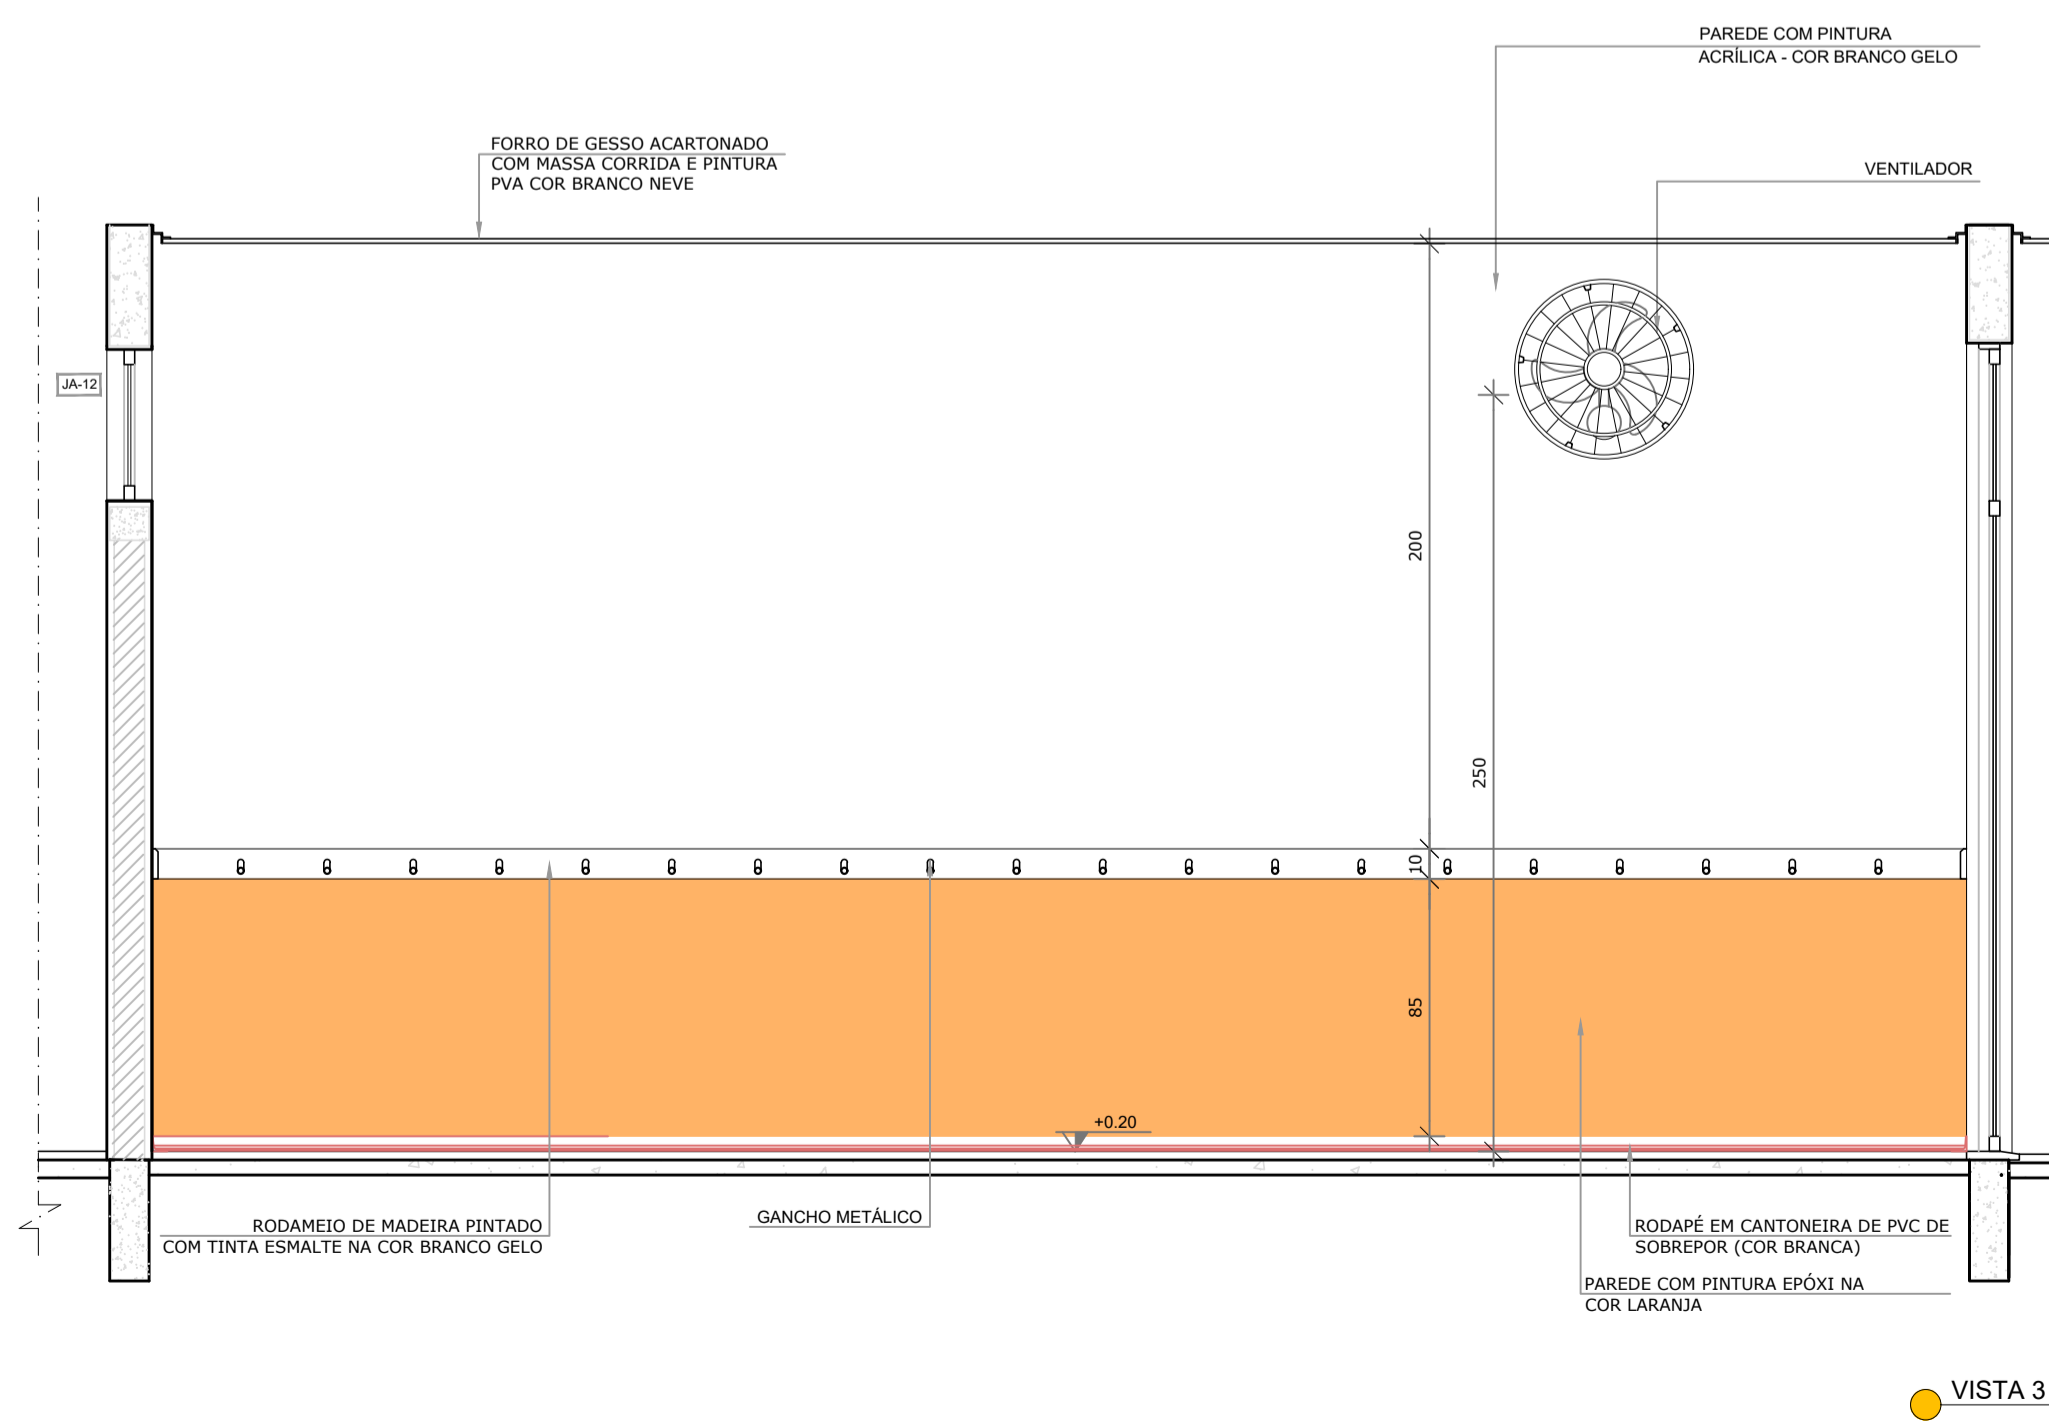 PAREDE COM PINTURA
ACRÍLICA - COR BRANCO GELO
FORRO DE GESSO ACARTONADO
COM MASSA CORRIDA E PINTURA
PVA COR BRANCO NEVE
VENTILADOR
JA-12
200
250
10
85
+0.20
RODAMEIO DE MADEIRA PINTADO
COM TINTA ESMALTE NA COR BRANCO GELO
GANCHO METÁLICO
RODAPÉ EM CANTONEIRA DE PVC DE
SOBREPOR (COR BRANCA)
PAREDE COM PINTURA EPÓXI NA
COR LARANJA
VISTA 3